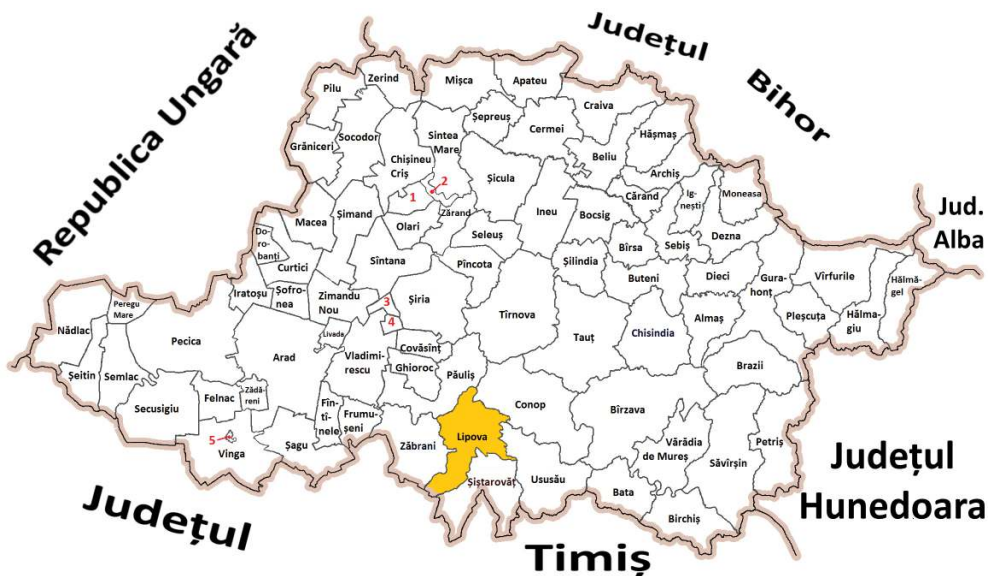 Republica Ungară
Județul
Bihor
Jud.
Alba
Județul
Hunedoara
Județul
Timiș
Pilu
Zerind
Mișca
Apateu
Grăniceri
Socodor
Chișineu
Criș
Sintea
Mare
Șepreuș
Cermei
Craiva
Beliu
Hășmaș
Archiș
1
2
Șicula
Cărand
Ig-
nești
Moneasa
Macea
Șimand
Olari
Zărand
Seleuș
Ineu
Bocsig
Bîrsa
Sebiș
Dezna
Do-
ro-
banți
Curtici
Sîntana
Pîncota
Șilindia
Buteni
Dieci
Gura-
honț
Vîrfurile
Hălmă-
gel
Iratoșu
Șofro-
nea
Zimandu
Nou
3
4
Șiria
Tîrnova
Tauț
Chisindia
Almaș
Pleșcuța
Hălma-
giu
Nădlac
Peregu
Mare
Pecica
Arad
Livada
Vladimi-
rescu
Covăsînț
Ghioroc
Păuliș
Brazii
Șeitin
Semlac
Secusigiu
Felnac
Zădă-
reni
Fîn-
tî-
nele
Frumu-
șeni
Conop
Bîrzava
5
Vinga
Șagu
Zăbrani
Lipova
Vărădia
de Mureș
Săvîrșin
Petriș
Șiștarovăț
Ususău
Bata
Birchiș